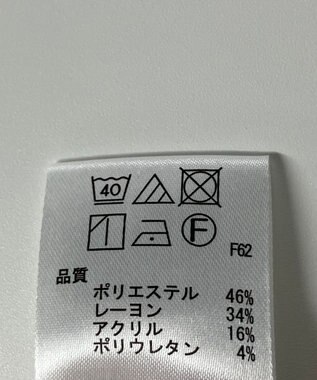 40
F
F62
品質
ポリエステル 46%
レーヨン 34%
アクリル 16%
ポリウレタン 4%